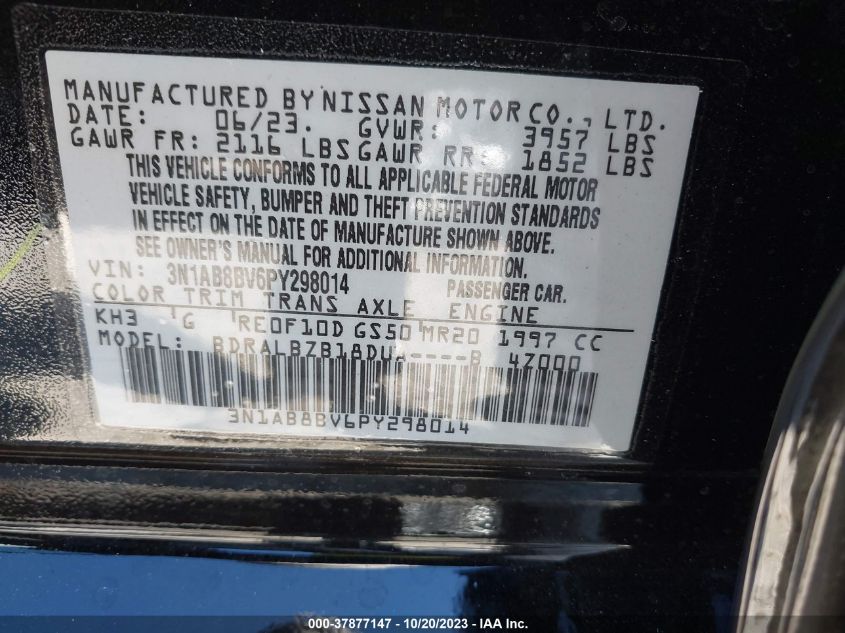 MANUFACTURED BY NISSAN MOTOR CO., LTD.
DATE: 06/23. GVWR: 3957 LBS
GAWR FR: 2116 LBS GAWR RR: 1852 LBS
THIS VEHICLE CONFORMS TO ALL APPLICABLE FEDERAL MOTOR
VEHICLE SAFETY, BUMPER AND THEFT PREVENTION STANDARDS
IN EFFECT ON THE DATE OF MANUFACTURE SHOWN ABOVE.
SEE OWNER'S MANUAL FOR ADDITIONAL INFORMATION.
VIN: 3N1AB8BV6PY298014 PASSENGER CAR.
COLOR TRIM TRANS AXLE ENGINE
KH3 G RE0F10D GS50 MR20 1997 CC
MODEL: BDRALBZB18DUA----B 4Z000
3N1AB8BV6PY298014
000-37877147 - 10/20/2023 - IAA Inc.